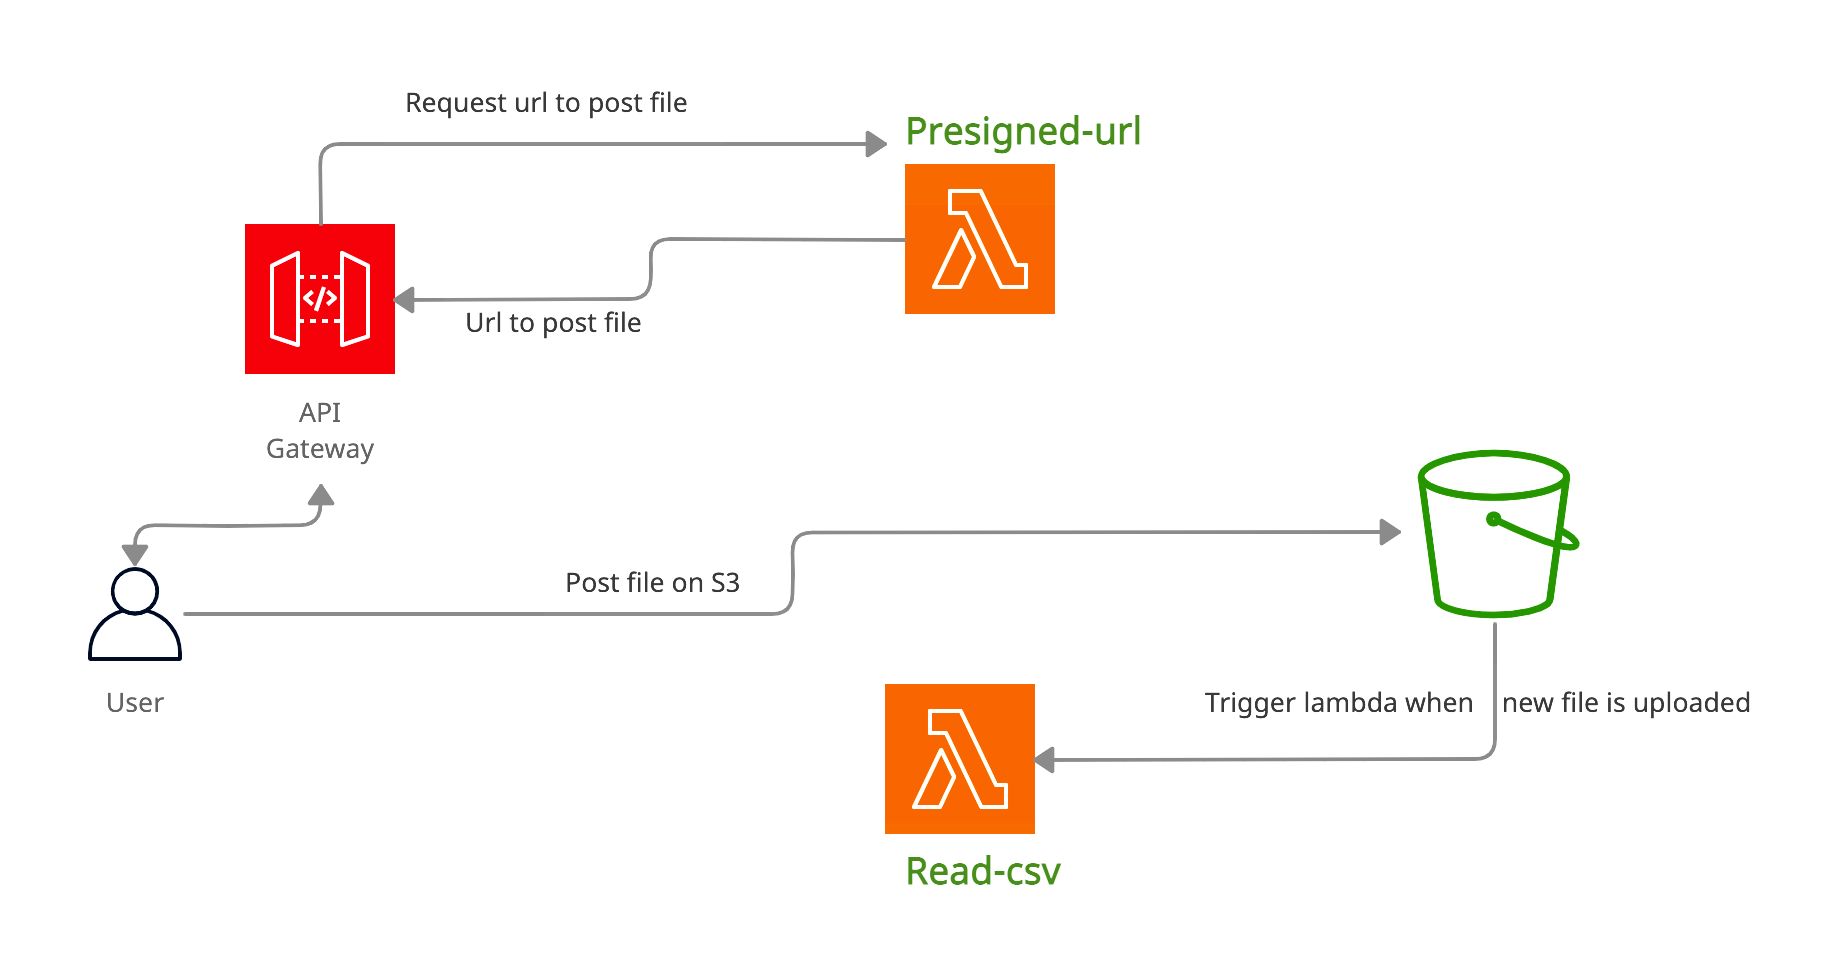 Request url to post file
Presigned-url
</>
Url to post file
API
Gateway
Post file on S3
User
Trigger lambda when new file is uploaded
Read-csv